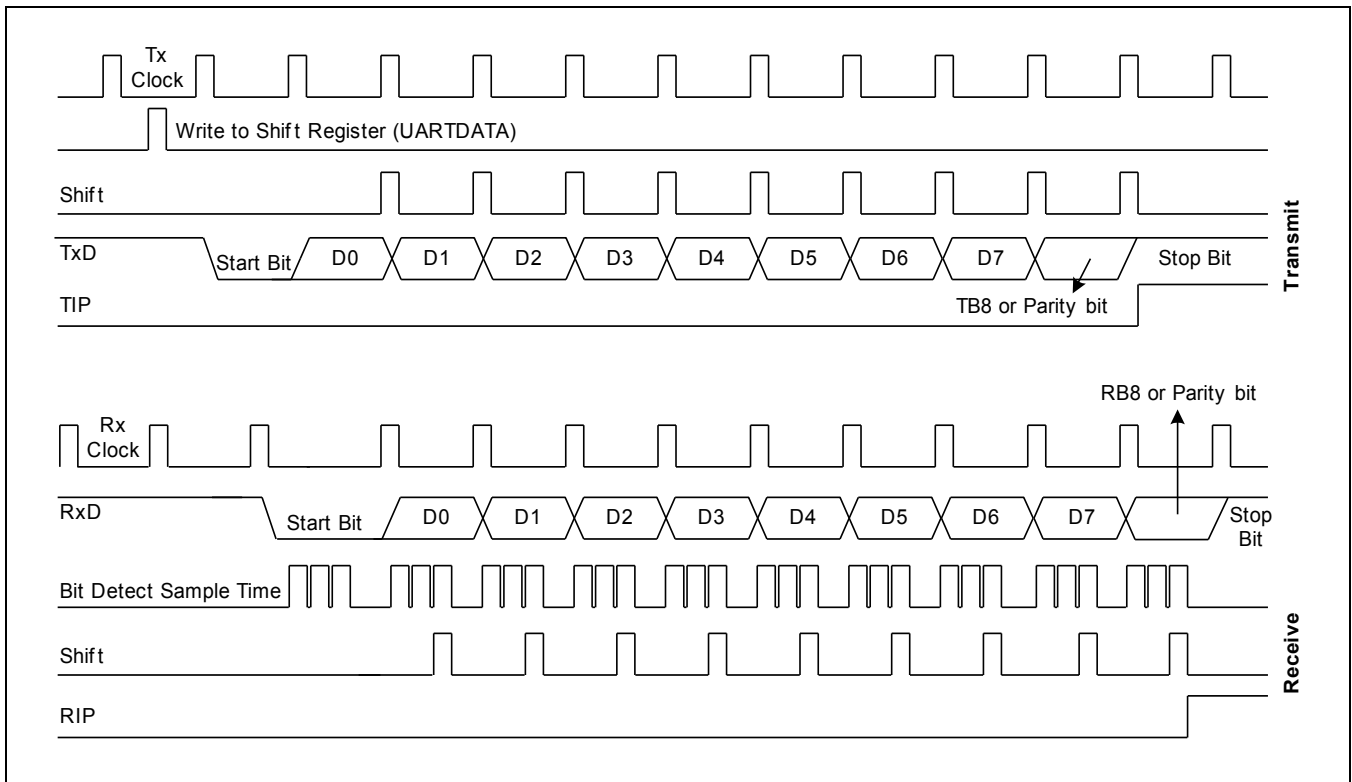 Tx
Clock
Write to Shift Register (UARTDATA)
Shift
TxD
Start Bit
D0
D1
D2
D3
D4
D5
D6
D7
Stop Bit
TB8 or Parity bit
TIP
Transmit
RB8 or Parity bit
Rx
Clock
RxD
Start Bit
D0
D1
D2
D3
D4
D5
D6
D7
Stop
Bit
Bit Detect Sample Time
Shift
RIP
Receive